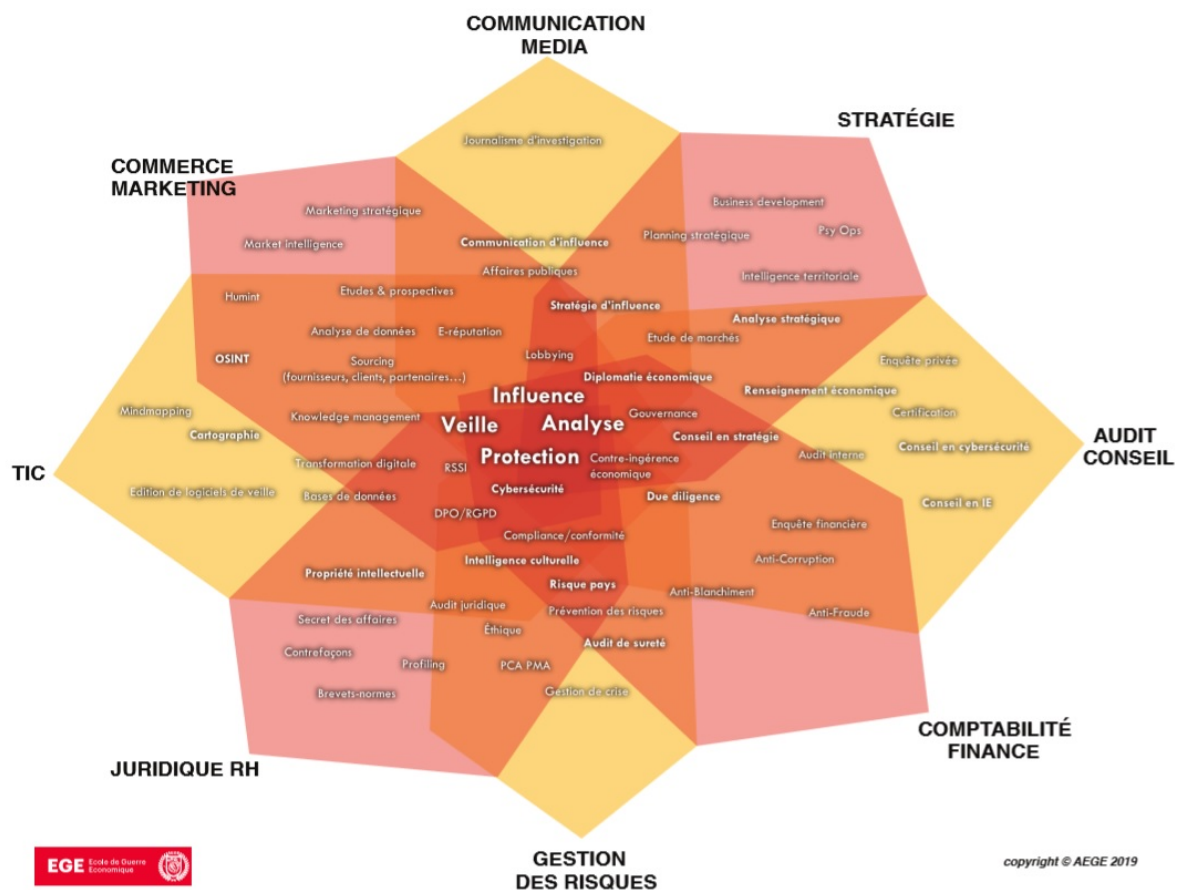 COMMUNICATION
MEDIA
STRATÉGIE
COMMERCE
MARKETING
Journalisme d'investigation
Marketing stratégique
Business development
Market intelligence
Communication d'influence
Planning stratégique
Psy Ops
Affaires publiques
Intelligence territoriale
Humint
Etudes & prospectives
Stratégie d'influence
Analyse stratégique
Analyse de données
E-réputation
Etude de marchés
OSINT
Sourcing
(fournisseurs, clients, partenaires...)
Lobbying
Enquête privée
Diplomatie économique
Renseignement économique
Influence
Mindmapping
Knowledge management
Gouvernance
Certification
Veille
Analyse
Cartographie
Conseil en stratégie
Conseil en cybersécurité
AUDIT
CONSEIL
TIC
Transformation digitale
RSSI
Protection
Contre-ingérence
économique
Audit interne
Edition de logiciels de veille
Bases de données
Cybersécurité
Due diligence
Conseil en IE
DPO/RGPD
Enquête financière
Compliance/conformité
Intelligence culturelle
Anti-Corruption
Propriété intellectuelle
Risque pays
Anti-Blanchiment
Audit juridique
Prévention des risques
Anti-Fraude
Secret des affaires
Éthique
Audit de sureté
Contrefaçons
Profiling
PCA PMA
Brevets-normes
Gestion de crise
COMPTABILITÉ
FINANCE
JURIDIQUE RH
GESTION
DES RISQUES
EGE
Ecole de Guerre
Economique
copyright © AEGE 2019